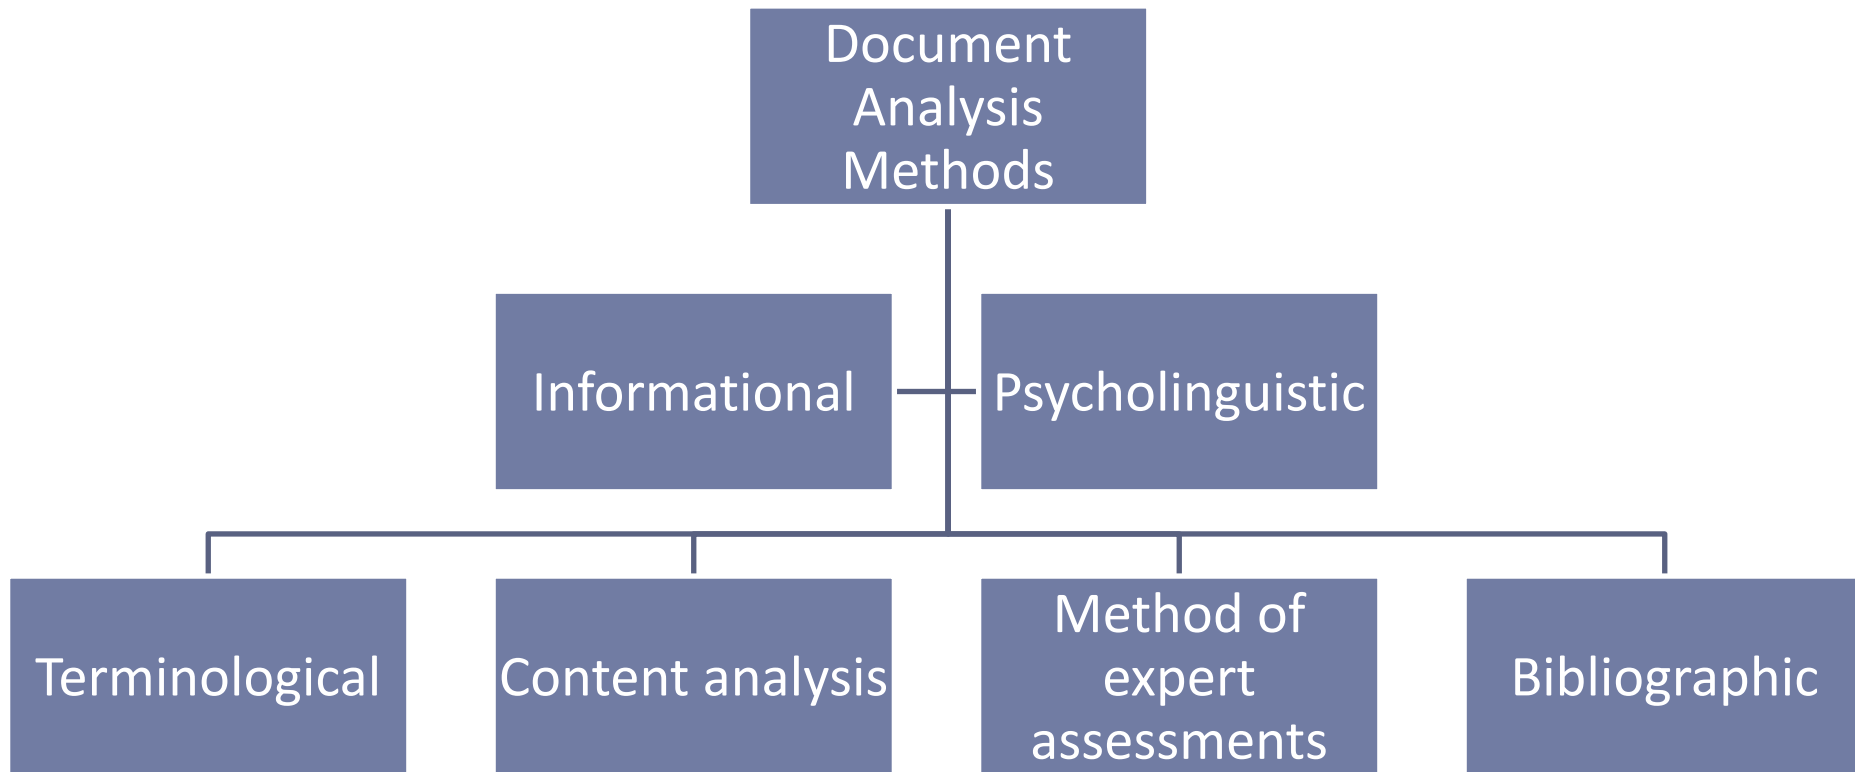 Document
Analysis
Methods
Informational
Psycholinguistic
Terminological
Content analysis
Method of
expert
assessments
Bibliographic